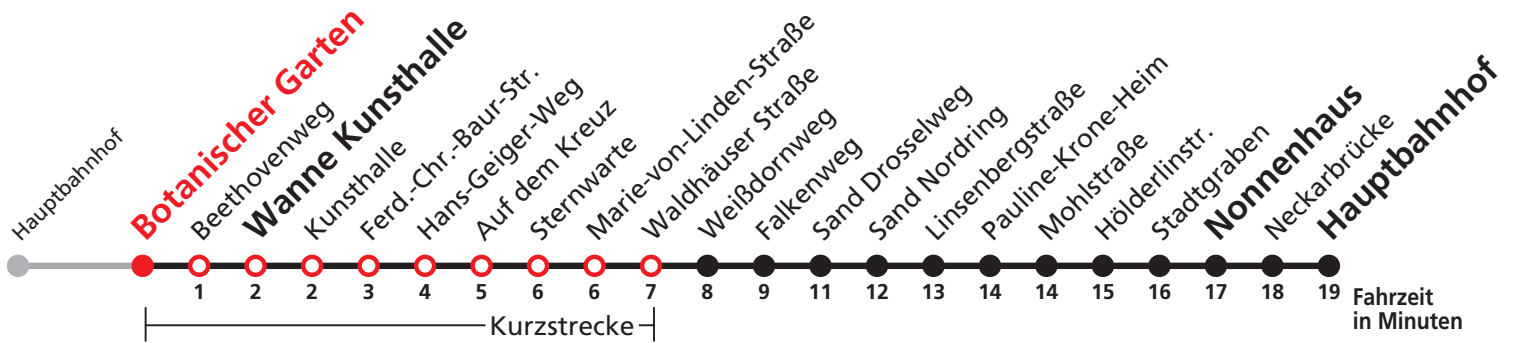 Hauptbahnhof
Botanischer Garten
Beethovenweg
Wanne Kunsthalle
Kunsthalle
Ferd.-Chr.-Baur-Str.
Hans-Geiger-Weg
Auf dem Kreuz
Sternwarte
Marie-von-Linden-Straße
Waldhäuser Straße
Weißdornweg
Falkenweg
Sand Drosselweg
Sand Nordring
Linsenbergstraße
Pauline-Krone-Heim
Mohlstraße
Hölderlinstr.
Stadtgraben
Nonnenhaus
Neckarbrücke
Hauptbahnhof
1 2 2 3 4 5 6 6 7 8 9 11 12 13 14 14 15 16 17 18 19
Fahrzeit
in Minuten
Kurzstrecke